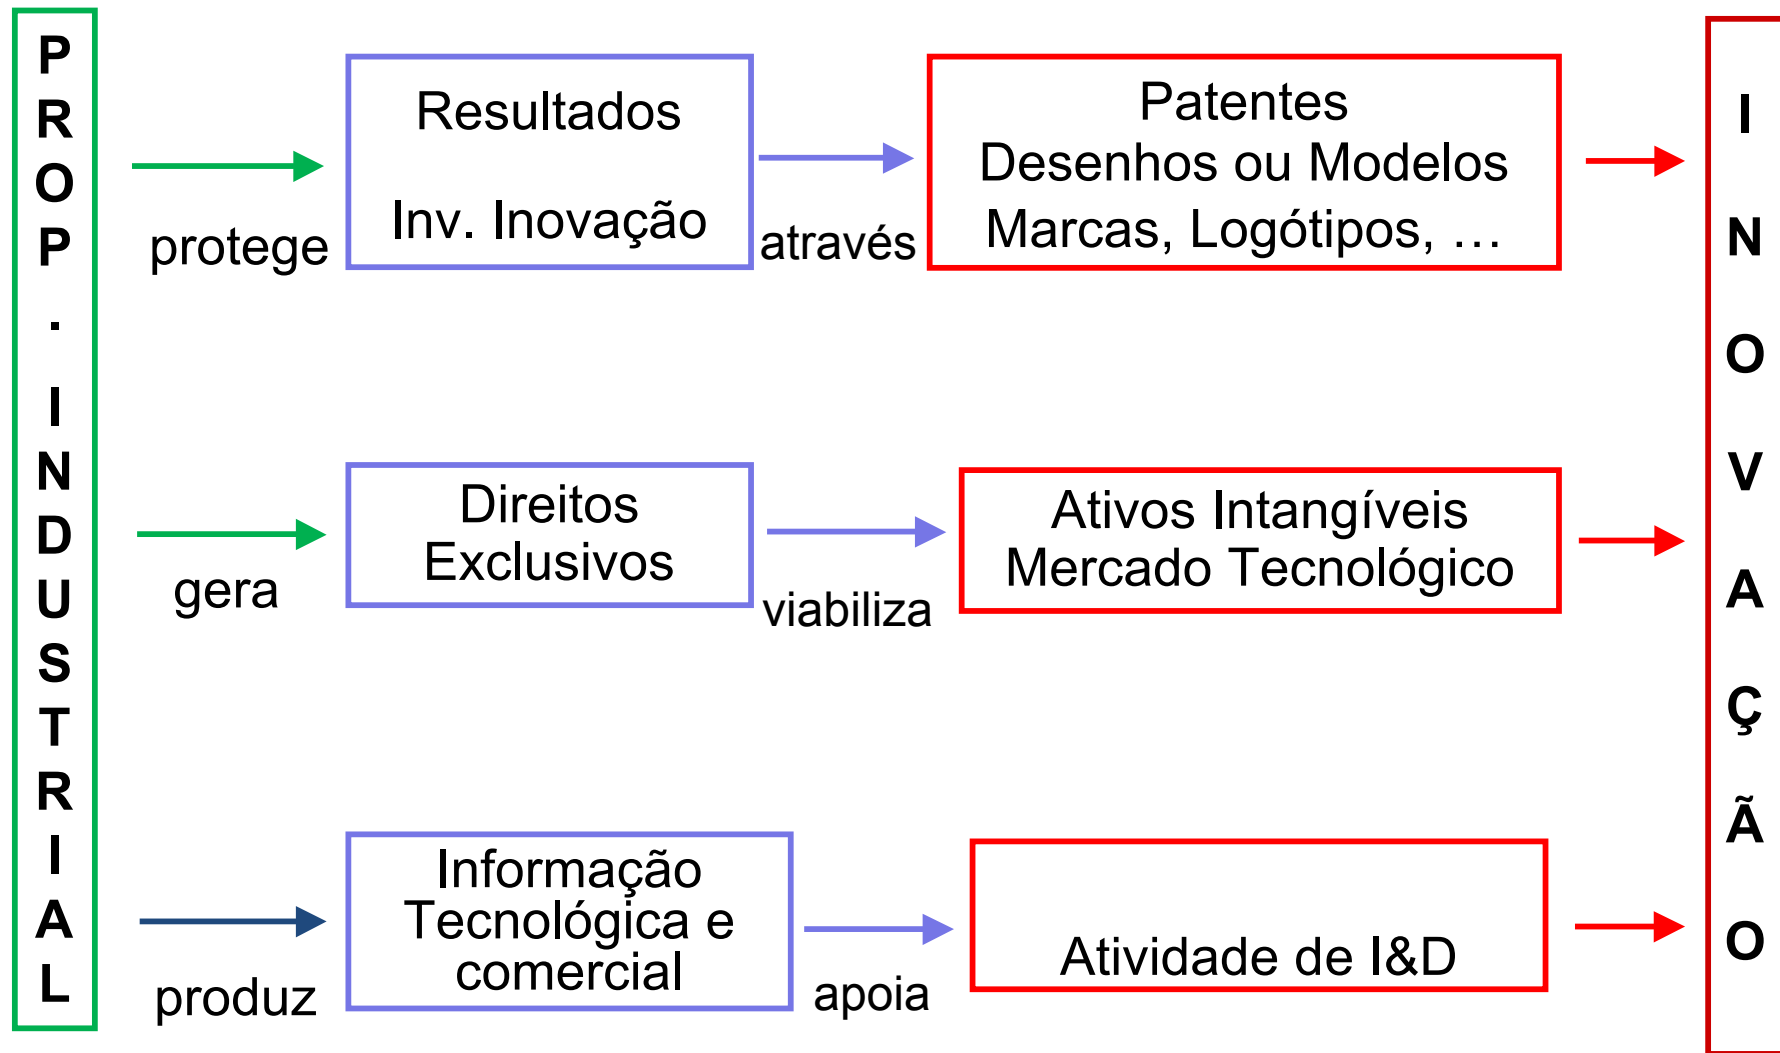 PROP. INDUSTRIAL
protege
Resultados
Inv. Inovação
através
Patentes
Desenhos ou Modelos
Marcas, Logótipos, …
gera
Direitos
Exclusivos
viabiliza
Ativos Intangíveis
Mercado Tecnológico
produz
Informação
Tecnológica e
comercial
apoia
Atividade de I&D
INOVAÇÃO